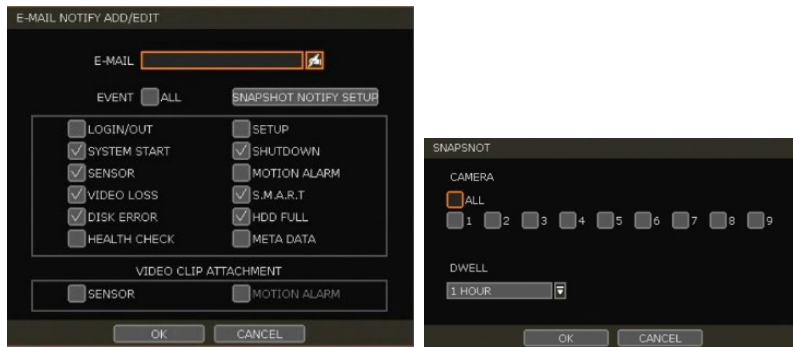 E-MAIL NOTIFY ADD/EDIT
E-MAIL
EVENT ALL SNAPSHOT NOTIFY SETUP
LOGIN/OUT SETUP
SYSTEM START SHUTDOWN
SENSOR MOTION ALARM
VIDEO LOSS S.M.A.R.T
DISK ERROR HDD FULL
HEALTH CHECK META DATA
VIDEO CLIP ATTACHMENT
SENSOR MOTION ALARM
OK CANCEL
SNAPSNOT
CAMERA
ALL
1 2 3 4 5 6 7 8 9
DWELL
1 HOUR
OK CANCEL